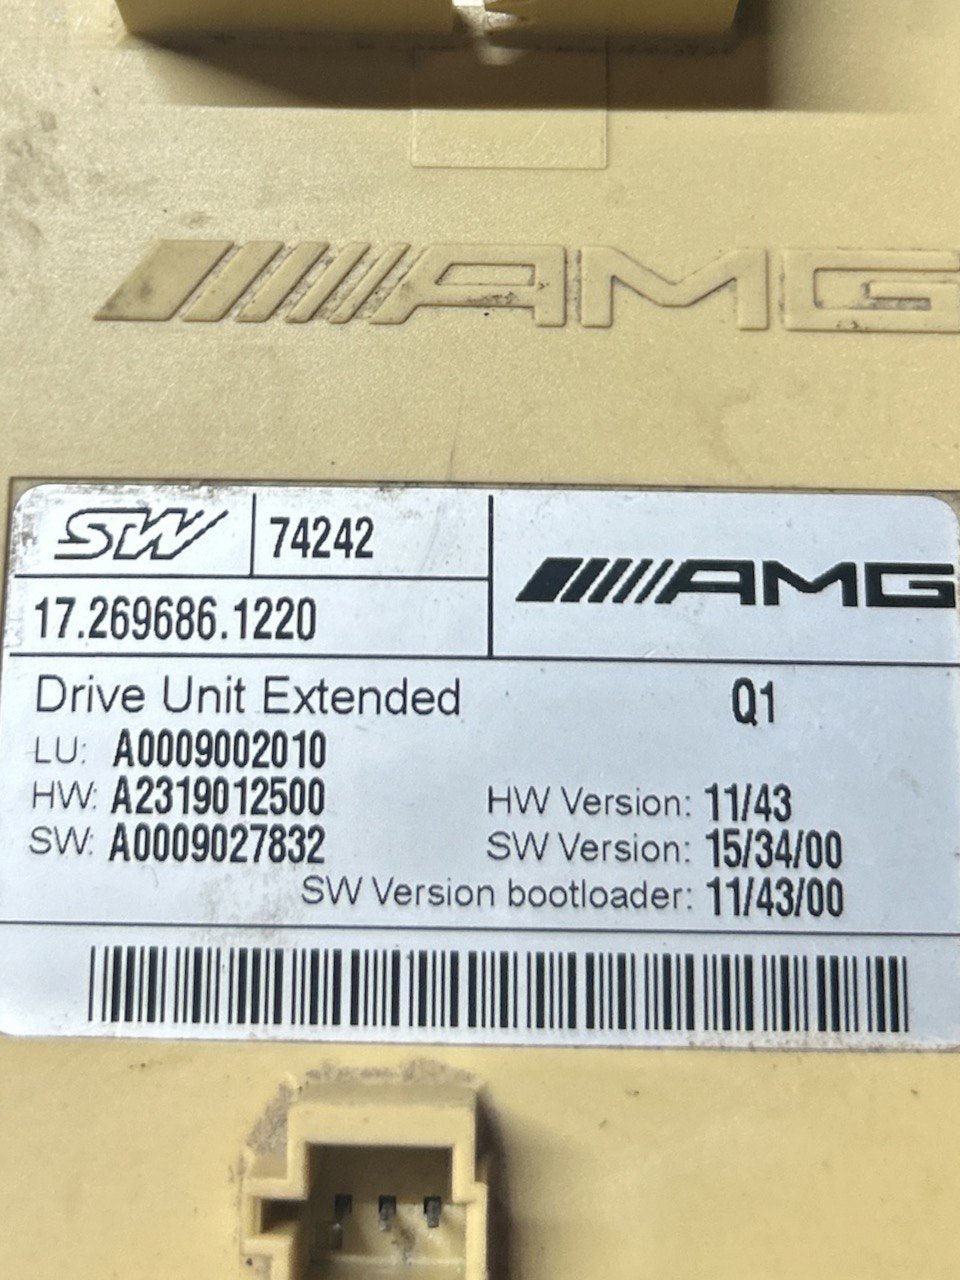 AMG
SW 74242 AMG
17.269686.1220
Drive Unit Extended Q1
LU: A0009002010
HW: A2319012500 HW Version: 11/43
SW: A0009027832 SW Version: 15/34/00
SW Version bootloader: 11/43/00